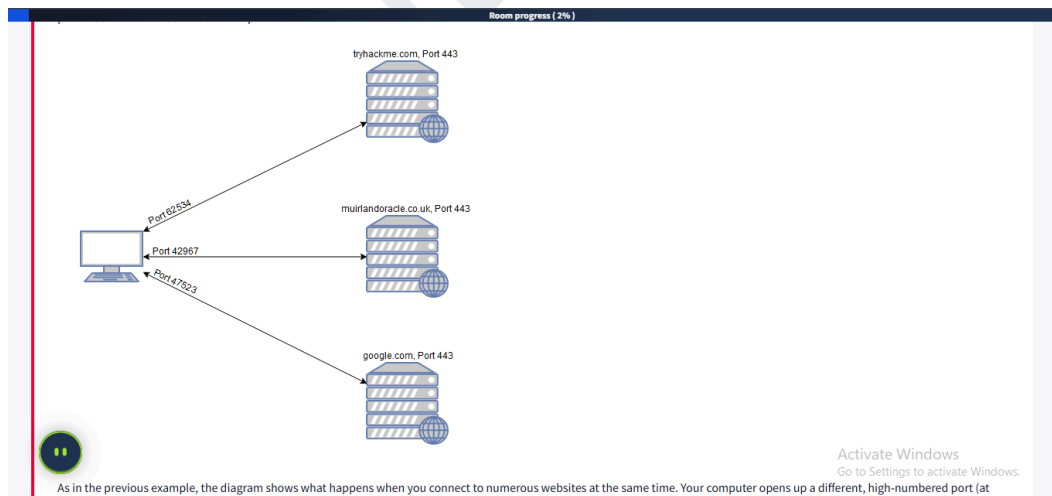 Room progress ( 2% )
tryhackme.com, Port 443
Port 62534
muirlandoracle.co.uk, Port 443
Port 42967
Port 47523
google.com, Port 443
Activate Windows
Go to Settings to activate Windows.
As in the previous example, the diagram shows what happens when you connect to numerous websites at the same time. Your computer opens up a different, high-numbered port (at